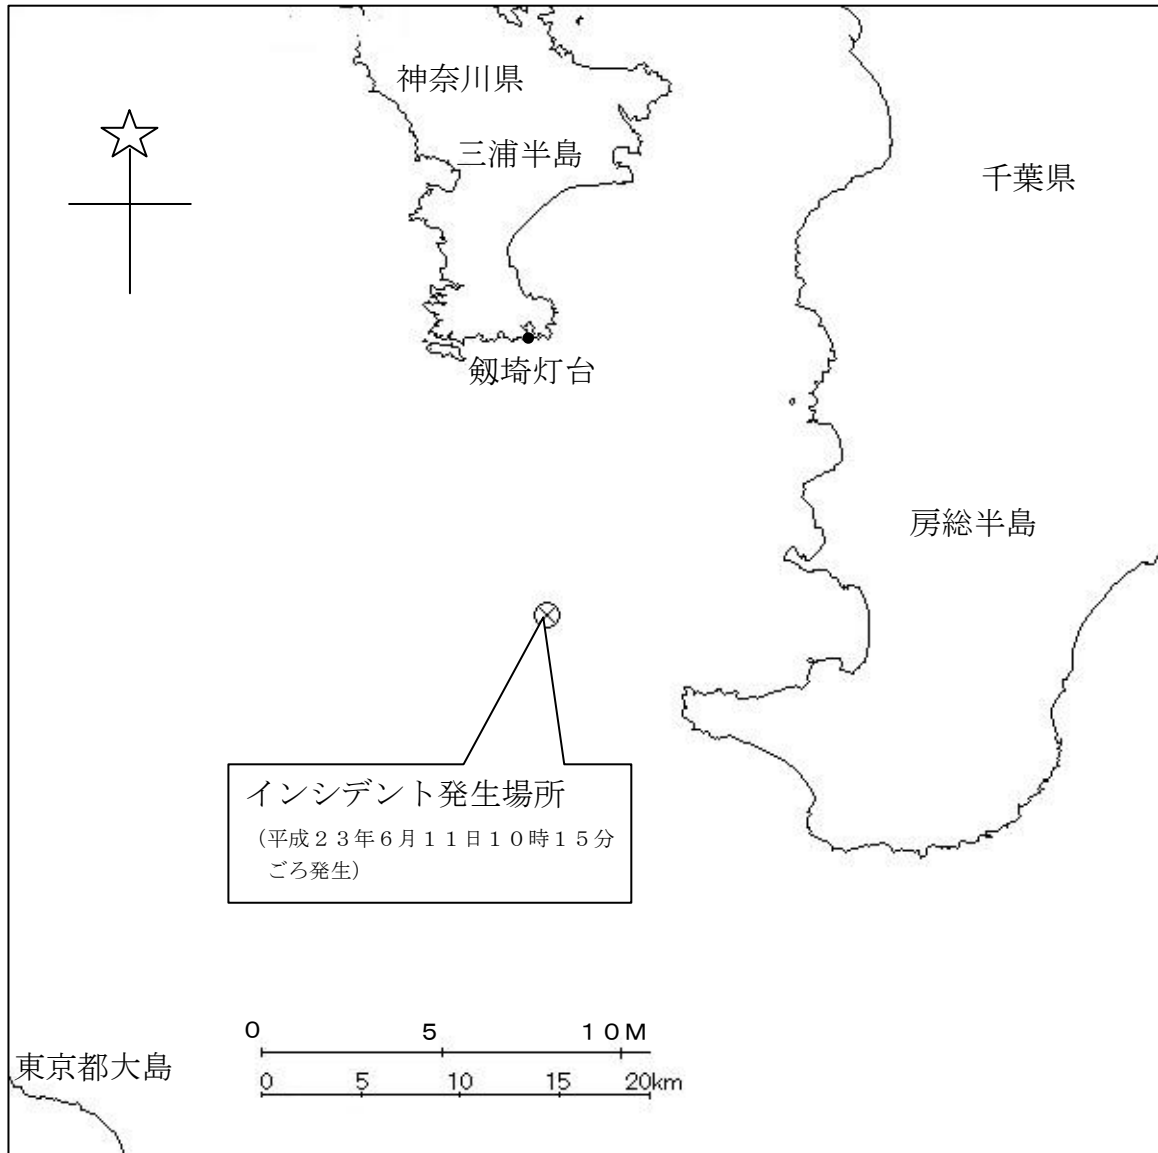 神奈川県
三浦半島
千葉県
剱埼灯台
房総半島
インシデント発生場所
（平成２３年６月１１日１０時１５分
ごろ発生）
0 5 １０M
東京都大島
0 5 10 15 20km